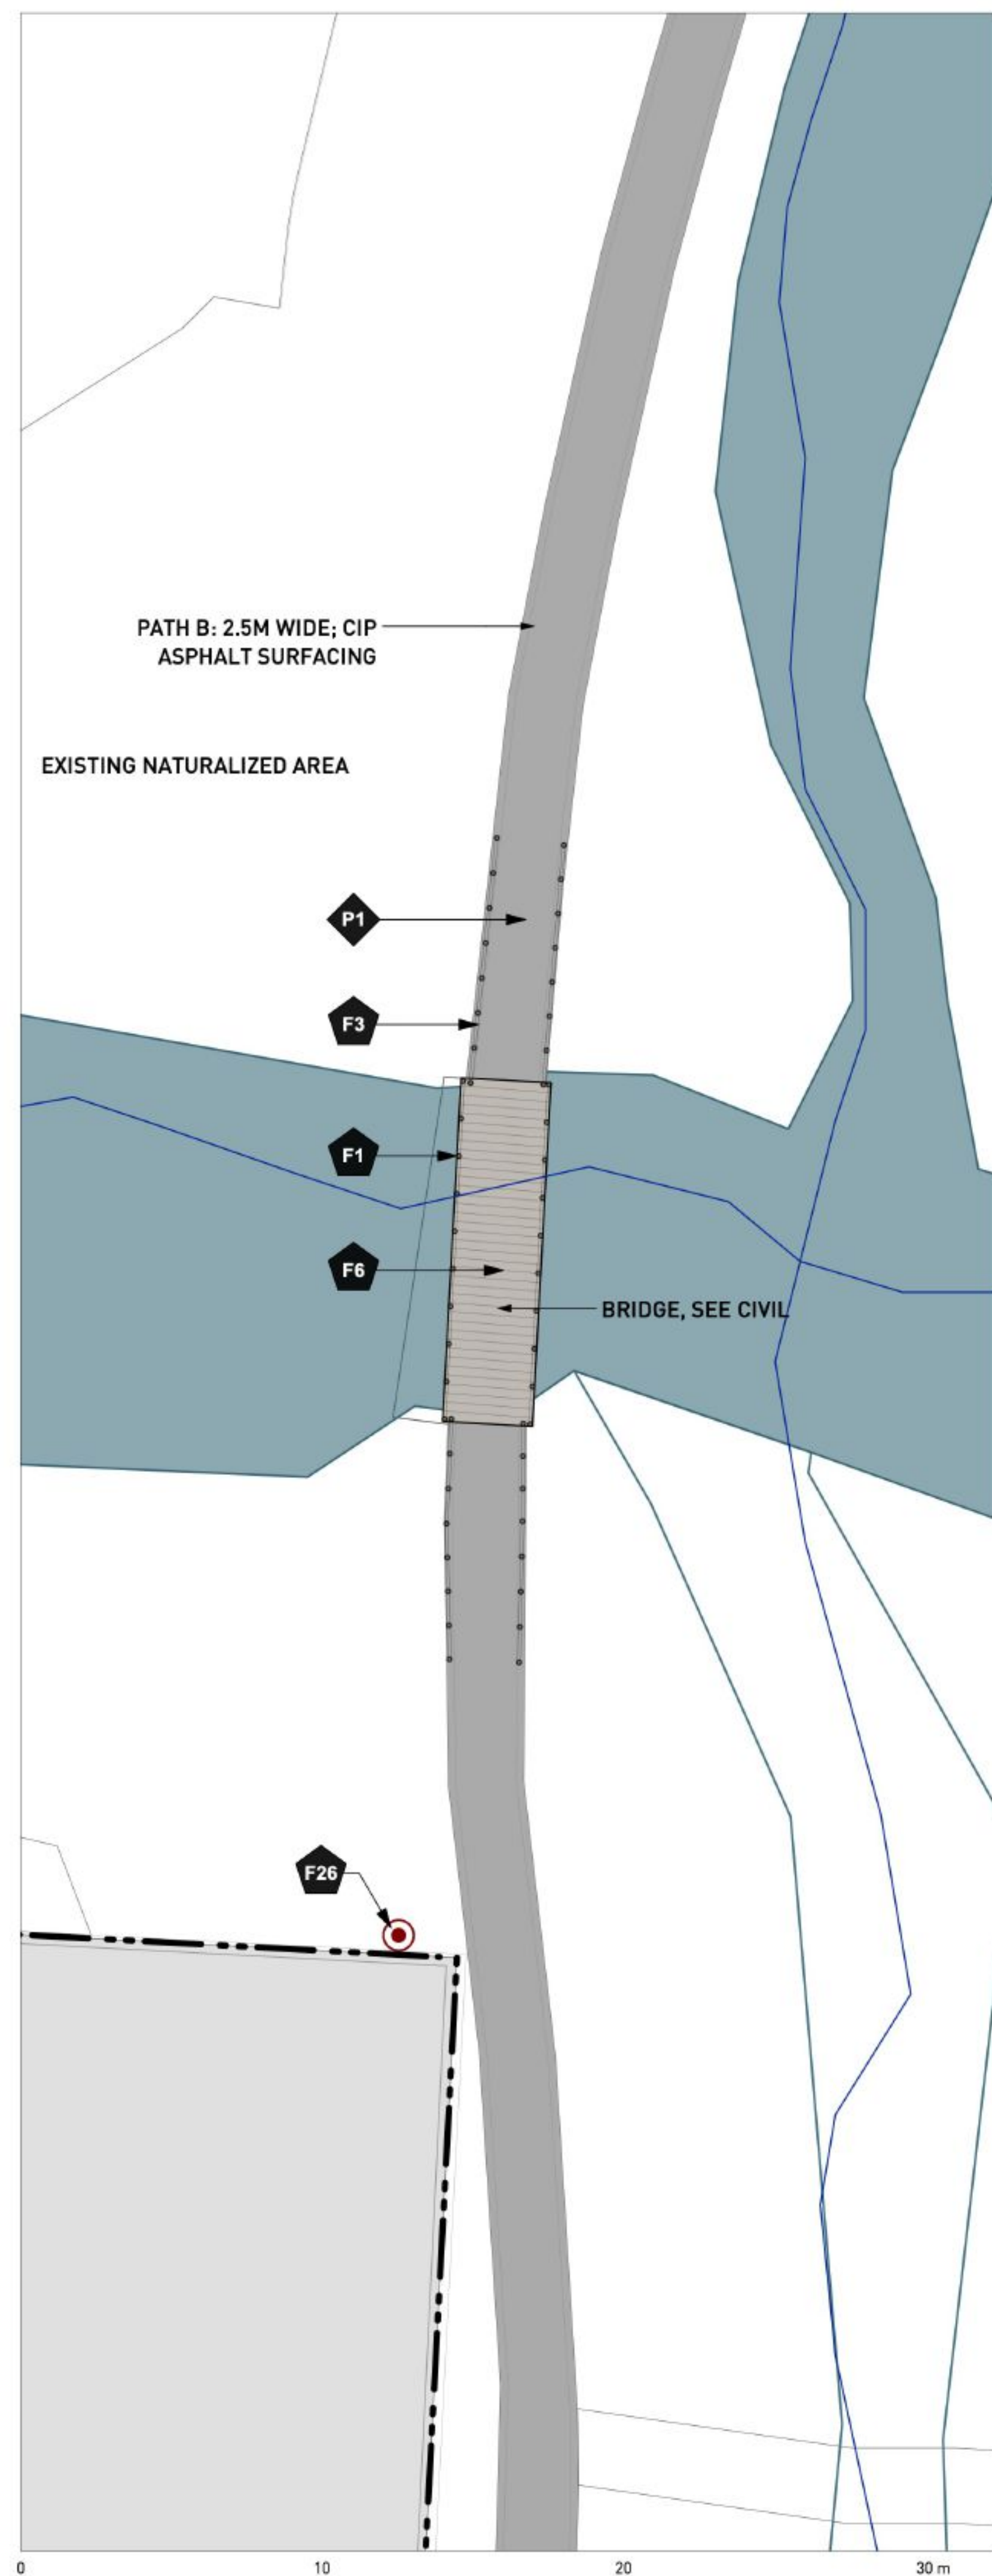 PATH B: 2.5M WIDE; CIP
ASPHALT SURFACING
EXISTING NATURALIZED AREA
P1
F3
F1
F6
BRIDGE, SEE CIVIL
F26
0 10 20 30 m